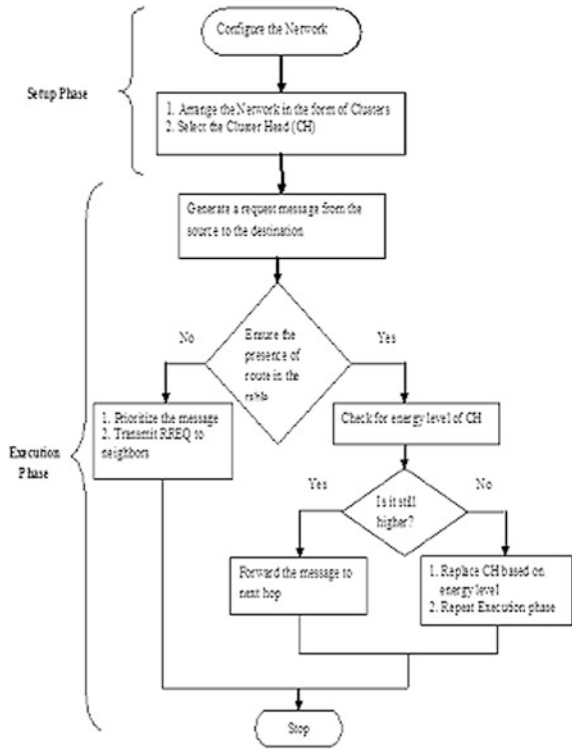 Configure the Network
Setup Phase
1. Arrange the Network in the form of Clusters
2. Select the Cluster Head (CH)
Generate a request message from the
source to the destination
No
Ensure the
presence of
route in the
table
Yes
1. Prioritize the message
2. Transmit RREQ to
neighbors
Check for energy level of CH
Execution
Phase
Yes
Is it still
higher?
No
Forward the message to
next hop
1. Replace CH based on
energy level
2. Repeat Execution phase
Stop